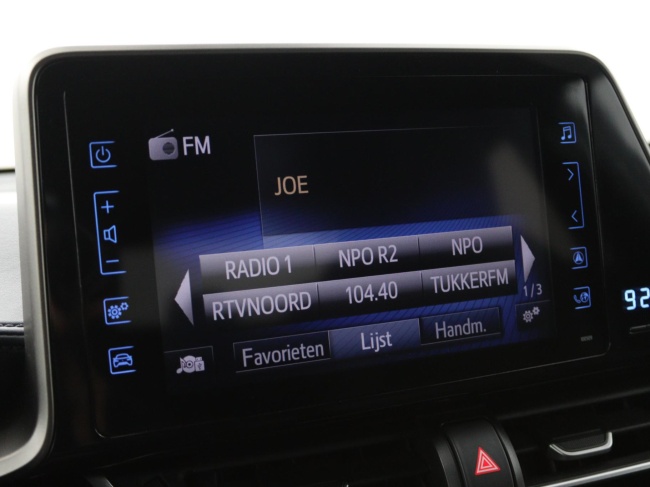 FM
JOE
RADIO 1 NPO R2 NPO
RTVNOORD 104.40 TUKKERFM
1/3
Favorieten Lijst Handm.
92